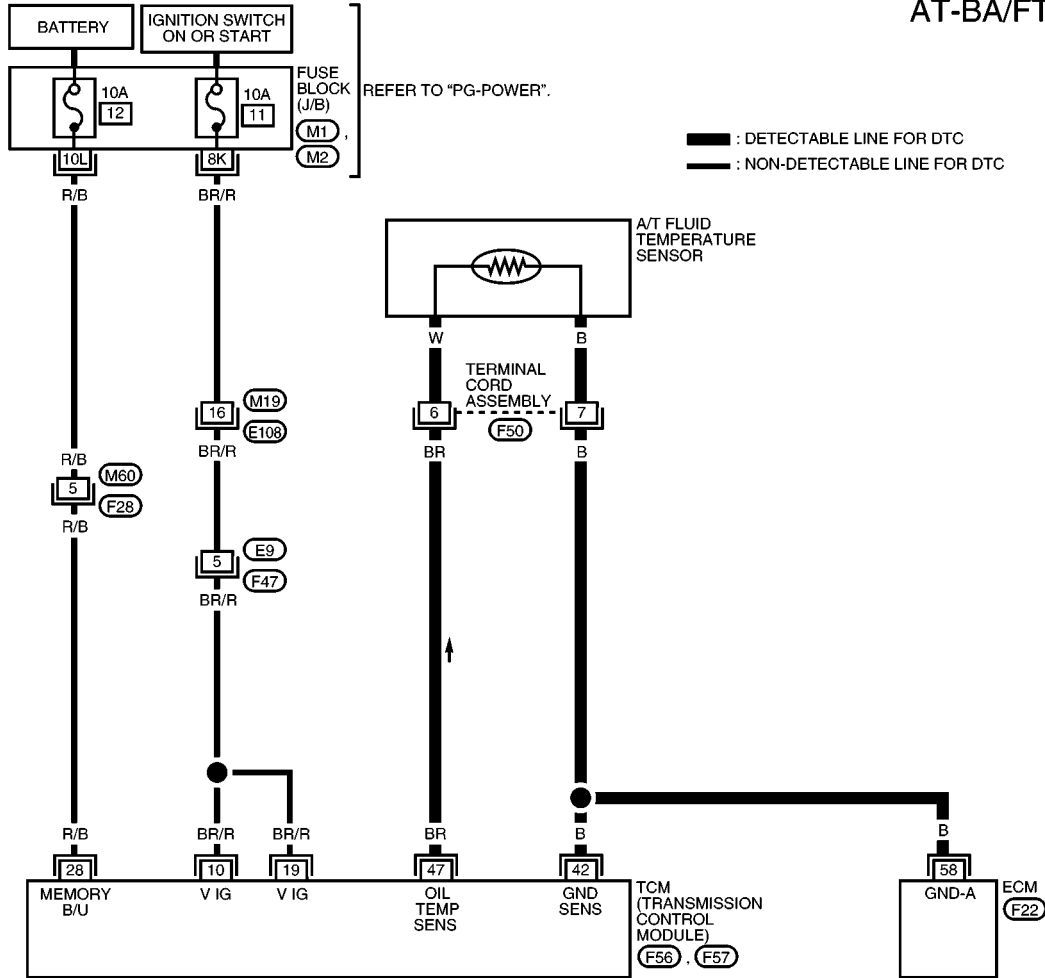 AT-BA/FT
BATTERY
IGNITION SWITCH
ON OR START
FUSE
BLOCK
(J/B)
REFER TO "PG-POWER".
10A
12
10A
11
M1 ,
M2
10L
8K
: DETECTABLE LINE FOR DTC
: NON-DETECTABLE LINE FOR DTC
R/B
BR/R
A/T FLUID
TEMPERATURE
SENSOR
W
B
TERMINAL
CORD
ASSEMBLY
16
M19
E108
6
7
F50
BR/R
BR
B
R/B
5
M60
F28
R/B
5
E9
F47
BR/R
R/B
BR/R
BR/R
BR
B
B
28
10
19
47
42
58
MEMORY
B/U
V IG
V IG
OIL
TEMP
SENS
GND
SENS
TCM
(TRANSMISSION
CONTROL
MODULE)
F56 , F57
GND-A
ECM
F22